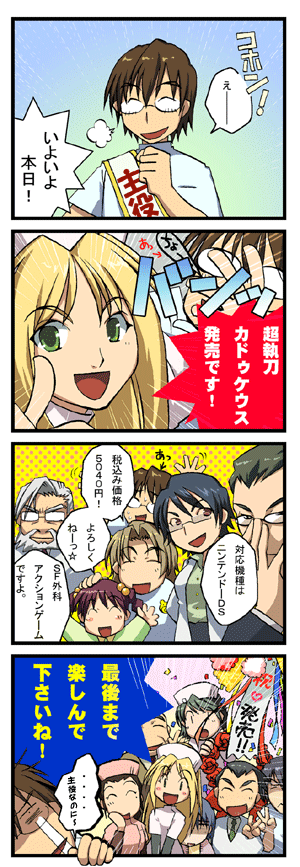 コホン！
えー
いよいよ
本日！
主役
あっ
ちょ
バーンッ
超執刀
カドゥケウス
発売です！
対応機種は
ニンテンドーDS
あっ
税込み価格
5040円！
よろしく
ねーっ☆
SF外科
アクションゲーム
ですよ。
最後まで
楽しんで
下さいね！
祝
発売!!
・・・・
主役なのに～